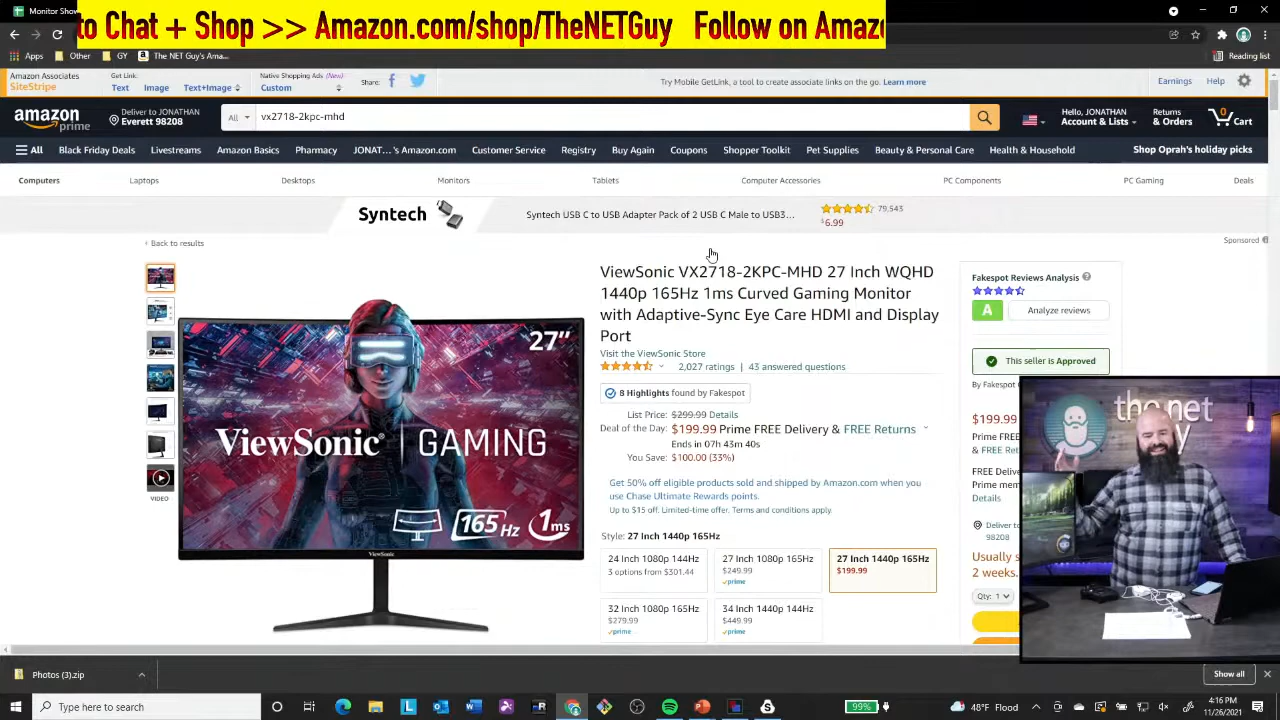 Monitor Show
to Chat + Shop >> Amazon.com/shop/TheNETGuy Follow on Amaz
Apps
Other
GY
The NET Guy's Ama...
Reading list
Amazon Associates
SiteStripe
Get Link:
Text
Image
Text+Image
Native Shopping Ads (New)
Custom
Share:
Try Mobile GetLink, a tool to create associate links on the go. Learn more
Earnings
Help
amazon
prime
Deliver to JONATHAN
Everett 98208
All
vx2718-2kpc-mhd
Hello, JONATHAN
Account & Lists
Returns
& Orders
0
Cart
All
Black Friday Deals
Livestreams
Amazon Basics
Pharmacy
JONAT...'s Amazon.com
Customer Service
Registry
Buy Again
Coupons
Shopper Toolkit
Pet Supplies
Beauty & Personal Care
Health & Household
Shop Oprah's holiday picks
Computers
Laptops
Desktops
Monitors
Tablets
Computer Accessories
PC Components
PC Gaming
Deals
Syntech
Syntech USB C to USB Adapter Pack of 2 USB C Male to USB3...
79,543
$6.99
‹ Back to results
Sponsored
ViewSonic VX2718-2KPC-MHD 27 Inch WQHD
1440p 165Hz 1ms Curved Gaming Monitor
with Adaptive-Sync Eye Care HDMI and Display
Port
Visit the ViewSonic Store
2,027 ratings | 43 answered questions
8 Highlights found by Fakespot
List Price: $299.99 Details
Deal of the Day: $199.99 Prime FREE Delivery & FREE Returns
Ends in 07h 43m 40s
You Save: $100.00 (33%)
Get 50% off eligible products sold and shipped by Amazon.com when you
use Chase Ultimate Rewards points.
Up to $15 off. Limited-time offer. Terms and conditions apply.
Style: 27 Inch 1440p 165Hz
24 Inch 1080p 144Hz
3 options from $301.44
27 Inch 1080p 165Hz
$249.99
prime
27 Inch 1440p 165Hz
$199.99
32 Inch 1080p 165Hz
$279.99
prime
34 Inch 1440p 144Hz
$449.99
prime
27"
ViewSonic® | GAMING
165Hz
1ms
ViewSonic
VIDEO
Fakespot Reviews Analysis
A
Analyze reviews
This seller is Approved
By Fakespot
$199.99
Prime FREE
& FREE Ret
FREE Delive
Prime mem
Details
Deliver to
98208
Usually s
2 weeks.
Qty: 1
Photos (3).zip
Show all
Type here to search
99%
48°F Flood
4:16 PM
11/26/2021